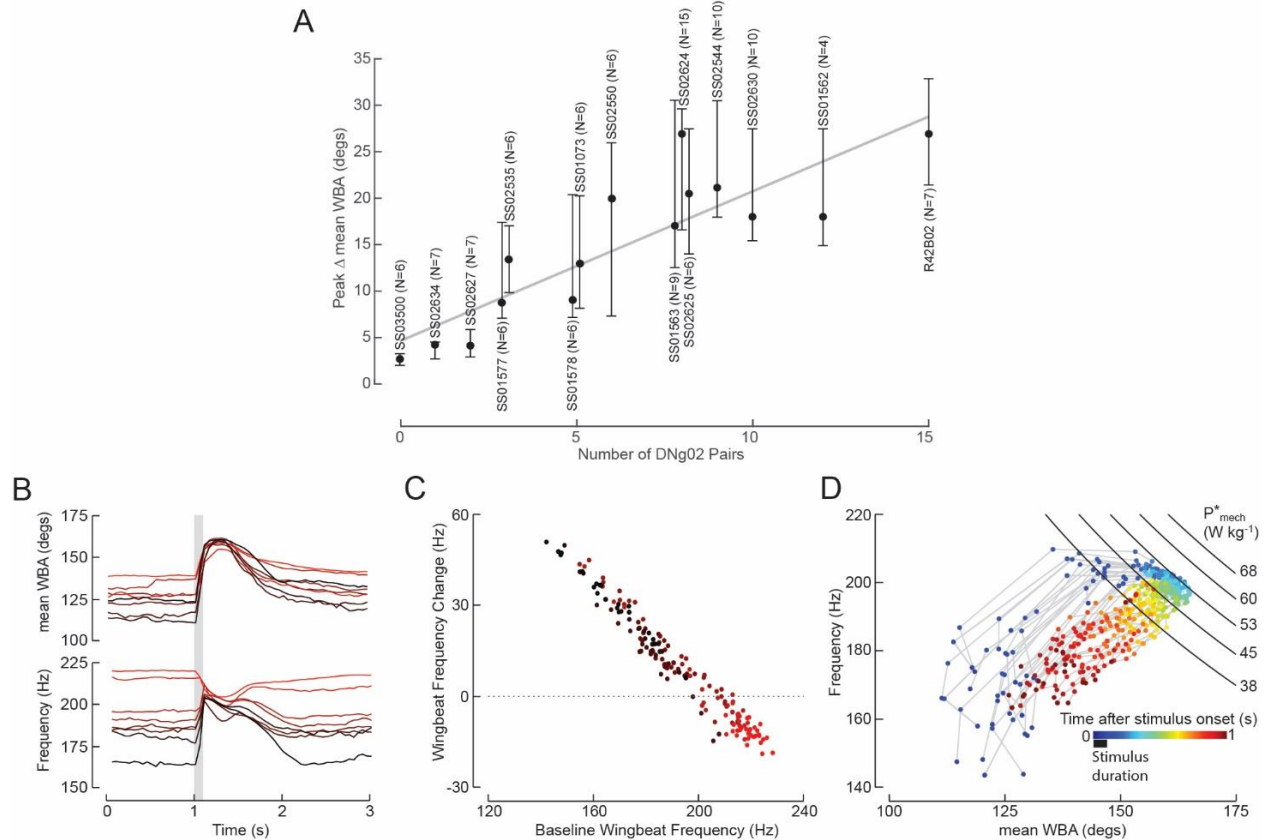 A
35
30
25
20
15
10
5
0
Peak Δ mean WBA (degs)
SS03500 (N=6)
SS02634 (N=7)
SS02627 (N=7)
SS01577 (N=6)
SS02535 (N=6)
SS01578 (N=6)
SS01073 (N=6)
SS02550 (N=6)
SS01563 (N=9)
SS02624 (N=15)
SS02625 (N=6)
SS02544 (N=10)
SS02630 )N=10)
SS01562 (N=4)
R42B02 (N=7)
0 5 10 15
Number of DNg02 Pairs
B
175
150
125
100
mean WBA (degs)
225
200
175
150
Frequency (Hz)
0 1 2 3
Time (s)
C
60
30
0
-30
Wingbeat Frequency Change (Hz)
120 160 200 240
Baseline Wingbeat Frequency (Hz)
D
220
200
180
160
140
Frequency (Hz)
P*mech
(W kg⁻¹)
68
60
53
45
38
Time after stimulus onset (s)
0 1
Stimulus
duration
100 125 150 175
mean WBA (degs)